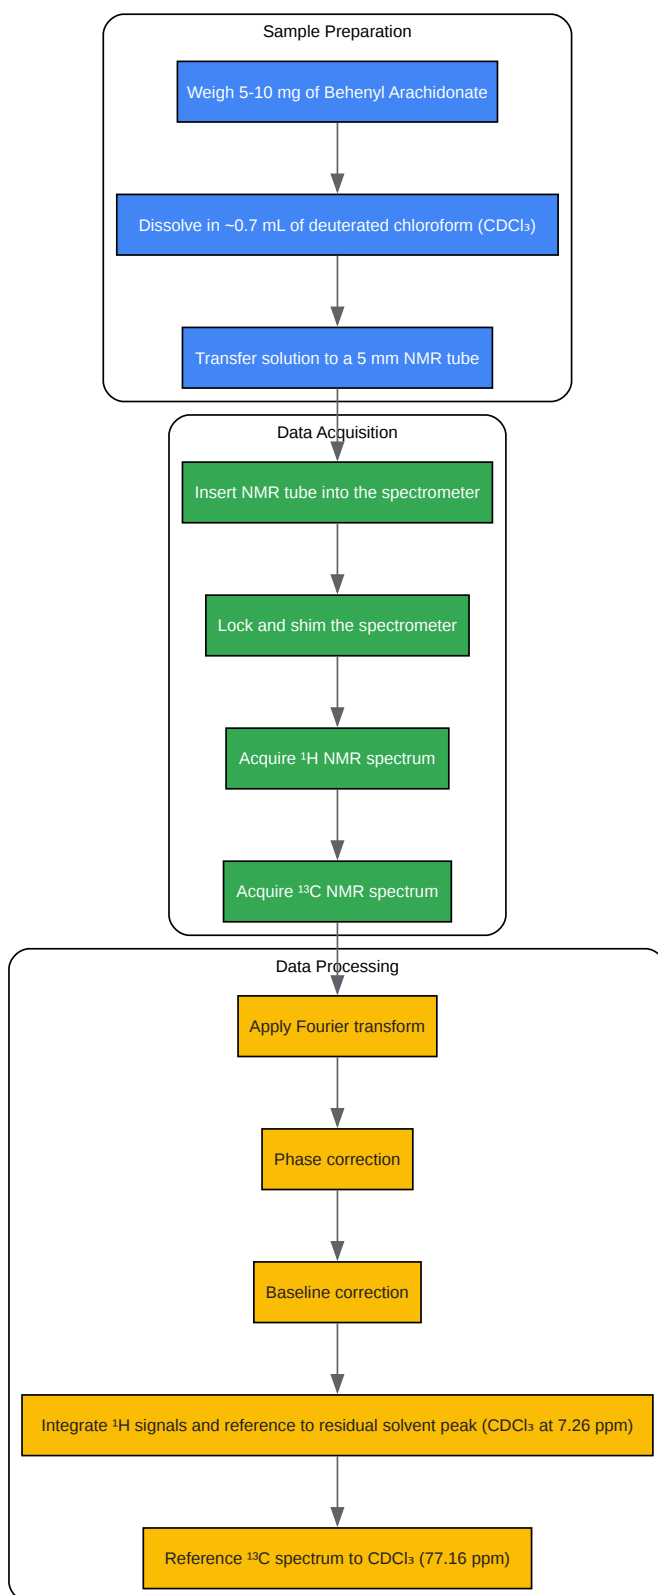 Sample Preparation
Weigh 5-10 mg of Behenyl Arachidonate
Dissolve in ~0.7 mL of deuterated chloroform (CDCl₃)
Transfer solution to a 5 mm NMR tube
Data Acquisition
Insert NMR tube into the spectrometer
Lock and shim the spectrometer
Acquire ¹H NMR spectrum
Acquire ¹³C NMR spectrum
Data Processing
Apply Fourier transform
Phase correction
Baseline correction
Integrate ¹H signals and reference to residual solvent peak (CDCl₃ at 7.26 ppm)
Reference ¹³C spectrum to CDCl₃ (77.16 ppm)